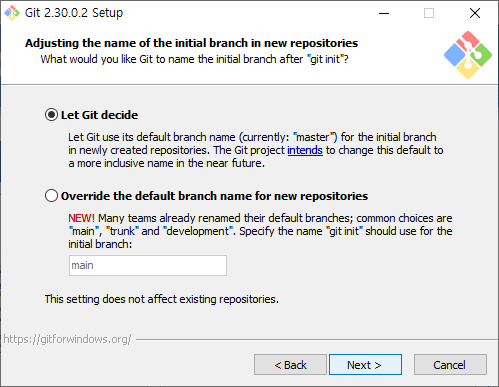 Git 2.30.0.2 Setup
Adjusting the name of the initial branch in new repositories
What would you like Git to name the initial branch after "git init"?
Let Git decide
Let Git use its default branch name (currently: "master") for the initial branch
in newly created repositories. The Git project intends to change this default to
a more inclusive name in the near future.
Override the default branch name for new repositories
NEW! Many teams already renamed their default branches; common choices are
"main", "trunk" and "development". Specify the name "git init" should use for the
initial branch:
main
This setting does not affect existing repositories.
https://gitforwindows.org/
< Back
Next >
Cancel